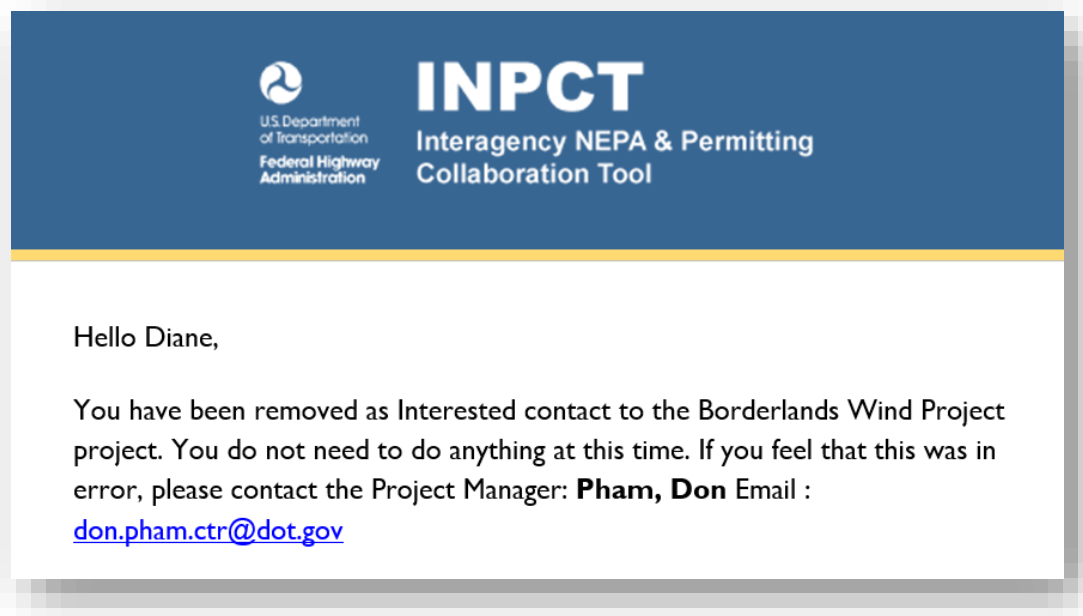 INPCT
U.S. Department
of Transportation
Federal Highway
Administration
Interagency NEPA & Permitting
Collaboration Tool
Hello Diane,
You have been removed as Interested contact to the Borderlands Wind Project
project. You do not need to do anything at this time. If you feel that this was in
error, please contact the Project Manager: Pham, Don Email :
don.pham.ctr@dot.gov